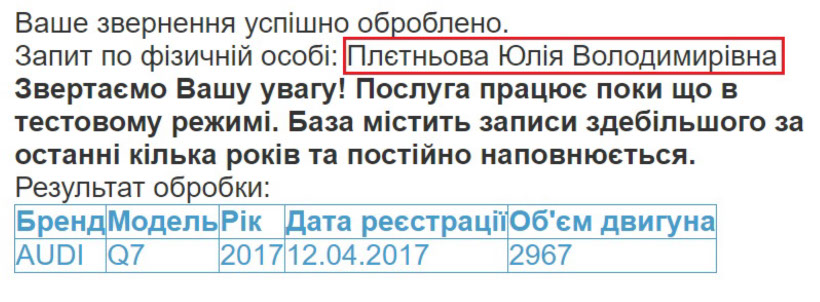 Ваше звернення успішно оброблено.
Запит по фізичній особі: Плєтньова Юлія Володимирівна
Звертаємо Вашу увагу! Послуга працює поки що в
тестовому режимі. База містить записи здебільшого за
останні кілька років та постійно наповнюється.
Результат обробки:
Бренд Модель Рік Дата реєстрації Об'єм двигуна
AUDI Q7 2017 12.04.2017 2967